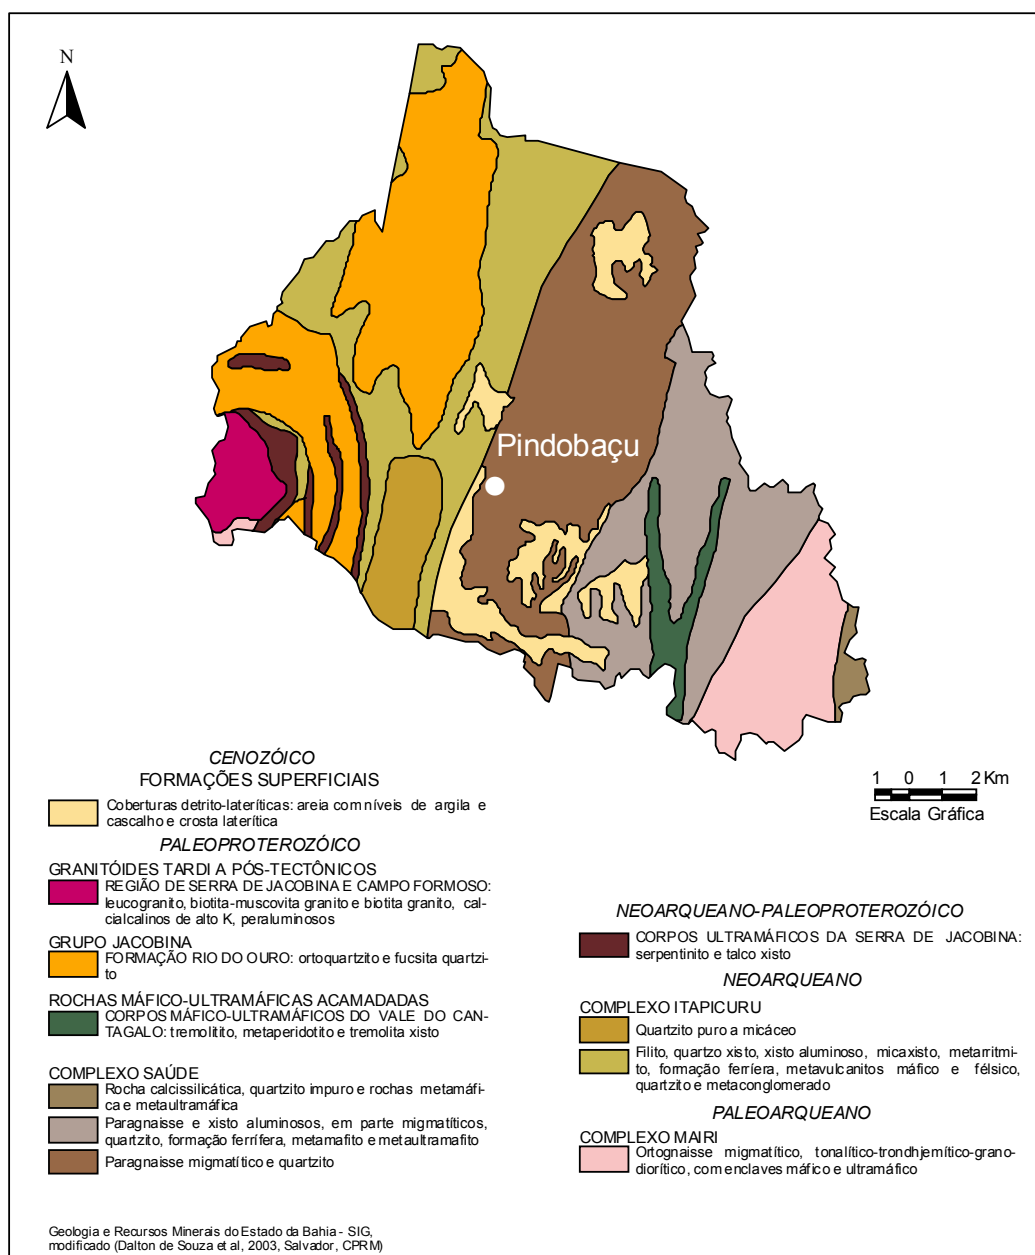 N
Pindobaçu
CENOZÓICO
FORMAÇÕES SUPERFICIAIS
Coberturas detrito-lateríticas: areia com níveis de argila e
cascalho e crosta laterítica
PALEOPROTEROZÓICO
GRANITÓIDES TARDI A PÓS-TECTÔNICOS
REGIÃO DE SERRA DE JACOBINA E CAMPO FORMOSO:
leucogranito, biotita-muscovita granito e biotita granito, cal-
cialcalinos de alto K, peraluminosos
GRUPO JACOBINA
FORMAÇÃO RIO DO OURO: ortoquartzito e fucsita quartzi-
to
ROCHAS MÁFICO-ULTRAMÁFICAS ACAMADADAS
CORPOS MÁFICO-ULTRAMÁFICOS DO VALE DO CAN-
TAGALO: tremolitito, metaperidotito e tremolita xisto
COMPLEXO SAÚDE
Rocha calcissilicática, quartzito impuro e rochas metamáfi-
ca e metaultramáfica
Paragnaisse e xisto aluminosos, em parte migmatíticos,
quartzito, formação ferrífera, metamafito e metaultramafito
Paragnaisse migmatítico e quartzito
1 0 1 2 Km
Escala Gráfica
NEOARQUEANO-PALEOPROTEROZÓICO
CORPOS ULTRAMÁFICOS DA SERRA DE JACOBINA:
serpentinito e talco xisto
NEOARQUEANO
COMPLEXO ITAPICURU
Quartzito puro a micáceo
Filito, quartzo xisto, xisto aluminoso, micaxisto, metarritmi-
to, formação ferríera, metavulcanitos máfico e félsico,
quartzito e metaconglomerado
PALEOARQUEANO
COMPLEXO MAIRI
Ortognaisse migmatítico, tonalítico-trondhjemítico-grano-
diorítico, com enclaves máfico e ultramáfico
Geologia e Recursos Minerais do Estado da Bahia - SIG,
modificado (Dalton de Souza et al, 2003, Salvador, CPRM)